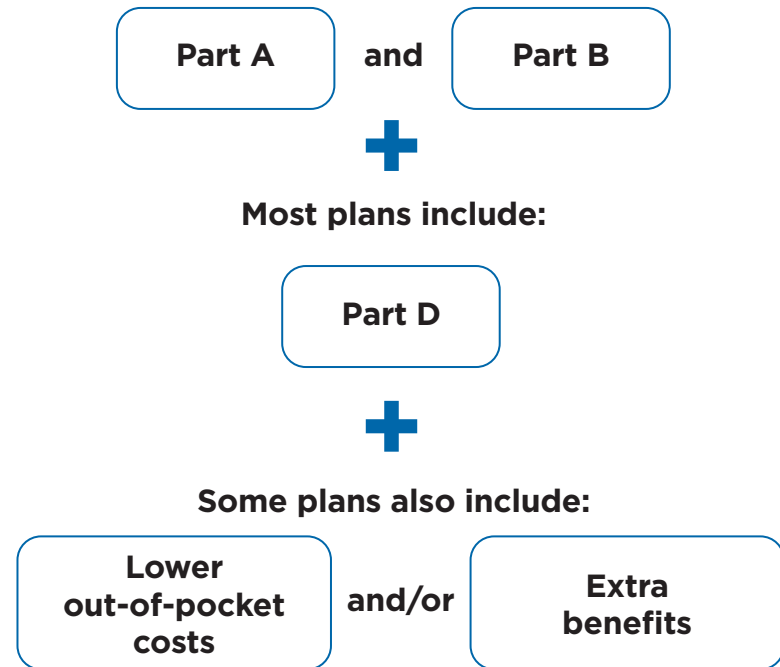 Part A and Part B
Most plans include:
Part D
Some plans also include:
Lower
out-of-pocket
costs
and/or
Extra
benefits